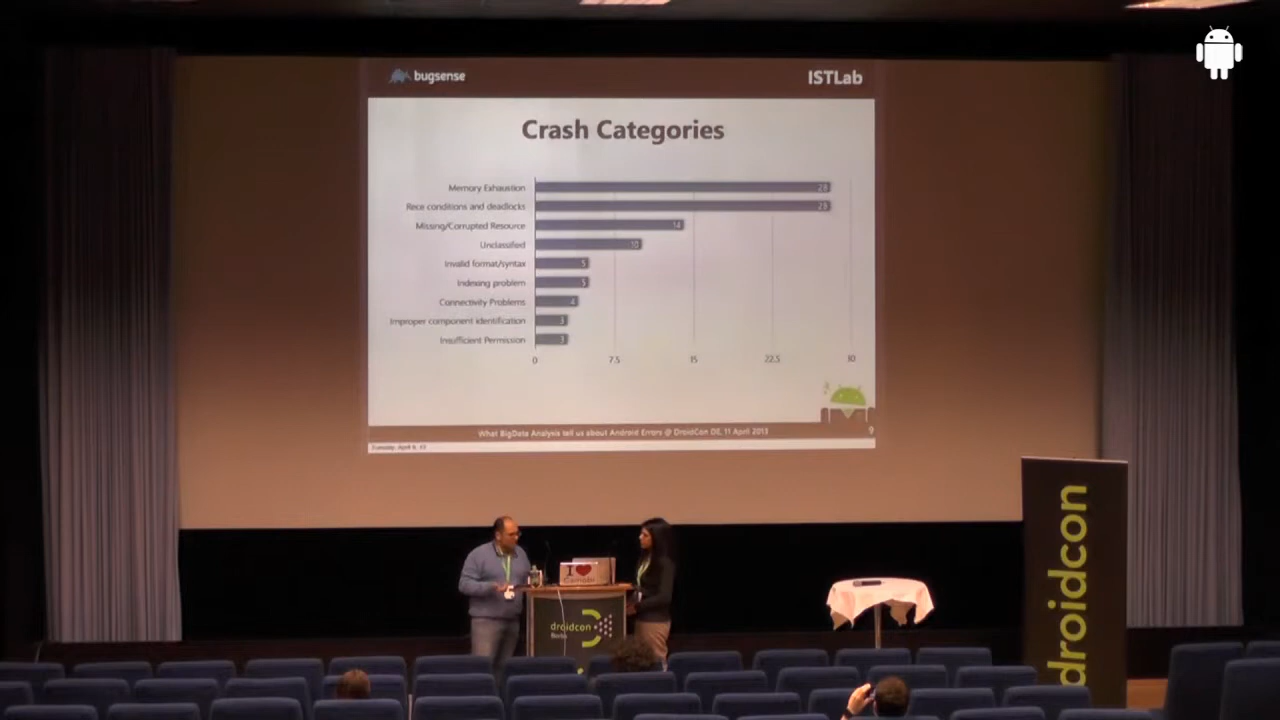 bugsense
ISTLab
Crash Categories
Memory Exhaustion 28
Race conditions and deadlocks 28
Missing/Corrupted Resource 14
Unclassified 10
Invalid format/syntax 5
Indexing problem 5
Connectivity Problems 4
Improper component identification 3
Insufficient Permission 3
0 7.5 15 22.5 30
What BigData Analysis tell us about Android Errors @ DroidCon DE, 11 April 2013
9
I
droidcon
Berlin
droidcon